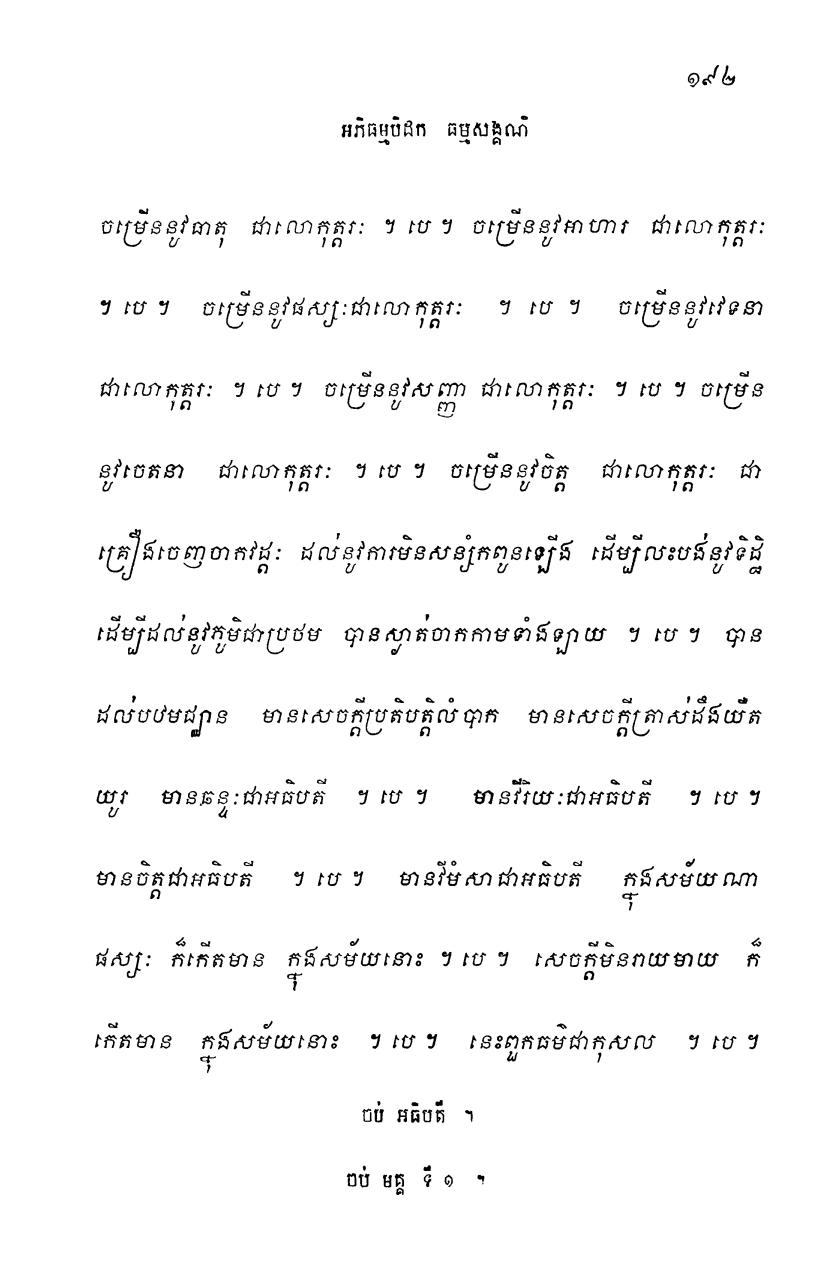 ១៩២
អភិធម្មបិដក ធម្មសង្គណិ
ចម្រើននូវធាតុ ជាលោកុត្តរៈ ។ បេ ។ ចម្រើននូវអាហារ ជាលោកុត្តរៈ
។ បេ ។ ចម្រើននូវផស្សៈជាលោកុត្តរៈ ។ បេ ។ ចម្រើននូវវេទនា
ជាលោកុត្តរៈ ។ បេ ។ ចម្រើននូវសញ្ញា ជាលោកុត្តរៈ ។ បេ ។ ចម្រើន
នូវចេតនា ជាលោកុត្តរៈ ។ បេ ។ ចម្រើននូវចិត្ត ជាលោកុត្តរៈ ជា
គ្រឿងចេញចាកវដ្តៈ ដល់នូវការមិនសន្សំកពូនឡើង ដើម្បីលះបង់នូវទិដ្ឋិ
ដើម្បីដល់នូវភូមិជាប្រថម បានស្ងាត់ចាកកាមទាំងឡាយ ។ បេ ។ បាន
ដល់បឋមជ្ឈាន មានសេចក្តីប្រតិបត្តិលំបាក មានសេចក្តីត្រាស់ដឹងយឺត
យូរ មានឆន្ទៈជាអធិបតី ។ បេ ។ មានវីរិយៈជាអធិបតី ។ បេ ។
មានចិត្តជាអធិបតី ។ បេ ។ មានវីមំសាជាអធិបតី ក្នុងសម័យណា
ផស្សៈ ក៏កើតមាន ក្នុងសម័យនោះ ។ បេ ។ សេចក្តីមិនរាយមាយ ក៏
កើតមាន ក្នុងសម័យនោះ ។ បេ ។ នេះពួកធម៌ជាកុសល ។ បេ ។
ចប់ អធិបតី ។
ចប់ មគ្គ ទី ១ ។